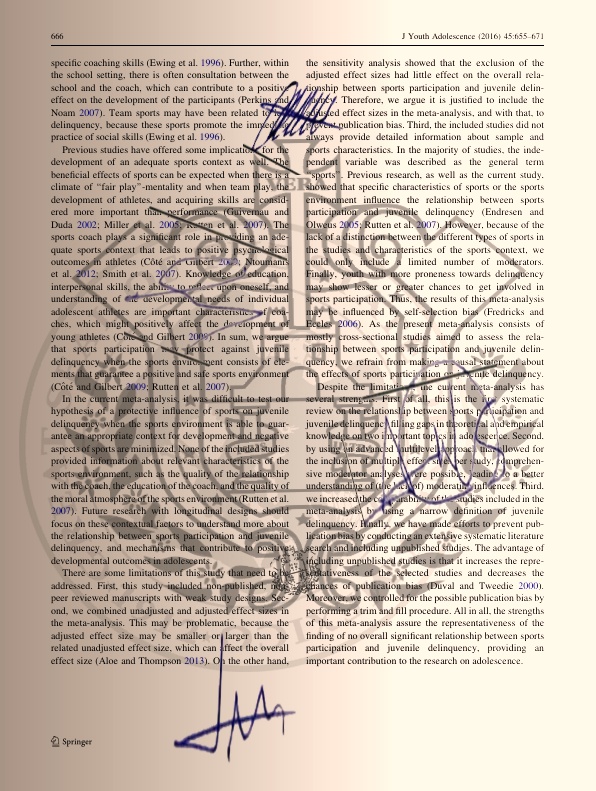 666
J Youth Adolescence (2016) 45:655–671
specific coaching skills (Ewing et al. 1996). Further, within
the school setting, there is often consultation between the
school and the coach, which can contribute to a positive
effect on the development of the participants (Perkins and
Noam 2007). Team sports may have been related to
delinquency, because these sports promote the
practice of social skills (Ewing et al. 1996).
Previous studies have offered some implication for the
development of an adequate sports context as well. The
beneficial effects of sports can be expected when there is a
climate of "fair play"-mentality and when team play,
development of athletes, and acquiring skills are consid-
ered more important than performance (Guivernau and
Duda 2002; Miller et al. 2005; Rutten et al. 2007). The
sports coach plays a significant role in providing an ade-
quate sports context that leads to positive psychological
outcomes in athletes (Côté and Gilbert 2009; Ntoumanis
et al. 2012; Smith et al. 2007). Knowledge of education,
interpersonal skills, the ability to reflect upon oneself, and
understanding of the developmental needs of individual
adolescent athletes are important characteristics of coa-
ches, which might positively affect the development of
young athletes (Côté and Gilbert 2009). In sum, we argue
that sports participation may protect against juvenile
delinquency when the sports environment consists of ele-
ments that guarantee a positive and safe sports environment
(Côté and Gilbert 2009; Rutten et al. 2007).
In the current meta-analysis, it was difficult to test our
hypothesis of a protective influence of sports on juvenile
delinquency when the sports environment is able to guar-
antee an appropriate context for development and negative
aspects of sport are minimized. None of the included studies
provided information about relevant characteristics of the
sports environment, such as the quality of the relationship
with the coach, the education of the coach, and the quality of
the moral atmosphere of the sports environment (Rutten et al.
2007). Future research with longitudinal designs should
focus on these contextual factors to understand more about
the relationship between sports participation and juvenile
delinquency, and mechanisms that contribute to positive
developmental outcomes in adolescents.
There are some limitations of this study that need to be
addressed. First, this study included non-published, non-
peer reviewed manuscripts with weak study designs. Sec-
ond, we combined unadjusted and adjusted effect sizes in
the meta-analysis. This may be problematic, because the
adjusted effect size may be smaller or larger than the
related unadjusted effect size, which can affect the overall
effect size (Aloe and Thompson 2013). On the other hand,
the sensitivity analysis showed that the exclusion of the
adjusted effect sizes had little effect on the overall rela-
tionship between sports participation and juvenile delin-
quency. Therefore, we argue it is justified to include the
adjusted effect sizes in the meta-analysis, and with that, to
prevent publication bias. Third, the included studies did not
always provide detailed information about sample and
sports characteristics. In the majority of studies, the inde-
pendent variable was described as the general term
"sports". Previous research, as well as the current study,
showed that specific characteristics of sports or the sports
environment influence the relationship between sports
participation and juvenile delinquency (Endresen and
Olweus 2005; Rutten et al. 2007). However, because of the
lack of a distinction between the different types of sports in
the studies and characteristics of the sports context, we
could only include a limited number of moderators.
Finally, youth with more proneness towards delinquency
may show lesser or greater chances to get involved in
sports participation. Thus, the results of this meta-analysis
may be influenced by self-selection bias (Fredricks and
Eccles 2006). As the present meta-analysis consists of
mostly cross-sectional studies aimed to assess the rela-
tionship between sports participation and juvenile delin-
quency, we refrain from making a causal statement about
the effects of sports participation on juvenile delinquency.
Despite the limitations, the current meta-analysis has
several strengths. First of all, this is the first systematic
review on the relationship between sports participation and
juvenile delinquency filling gaps in theoretical and empirical
knowledge on two important topics in adolescence. Second,
by using an advanced multilevel approach that allowed for
the inclusion of multiple effect sizes per study, comprehen-
sive moderator analyses were possible, leading to a better
understanding of (the lack of) moderating influences. Third,
we increased the comparability of the studies included in the
meta-analysis by using a narrow definition of juvenile
delinquency. Finally, we have made efforts to prevent pub-
lication bias by conducting an extensive systematic literature
search and including unpublished studies. The advantage of
including unpublished studies is that it increases the repre-
sentativeness of the selected studies and decreases the
chances of publication bias (Duval and Tweedie 2000).
Moreover, we controlled for the possible publication bias by
performing a trim and fill procedure. All in all, the strengths
of this meta-analysis assure the representativeness of the
finding of no overall significant relationship between sports
participation and juvenile delinquency, providing an
important contribution to the research on adolescence.
Springer